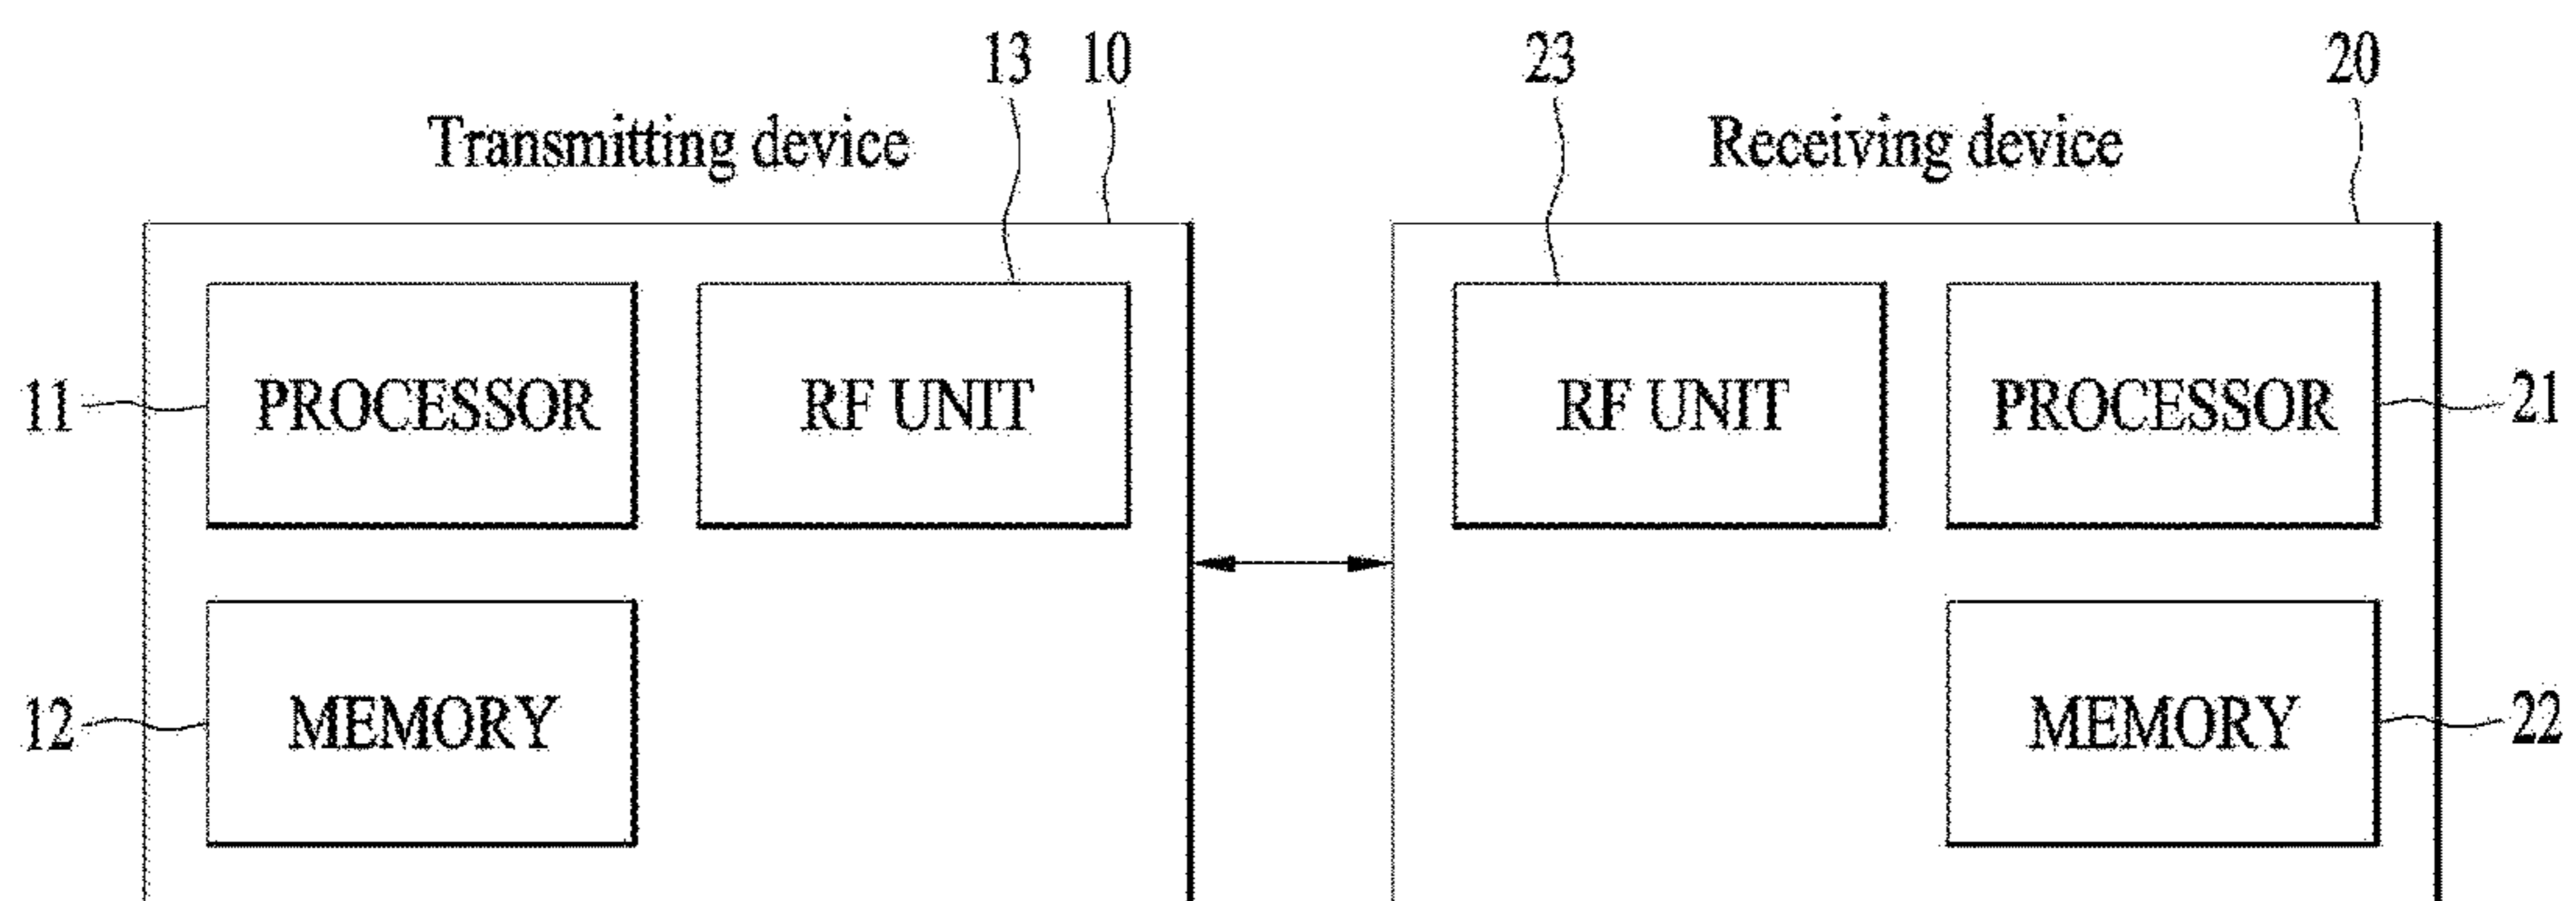 13 10 23 20
Transmitting device Receiving device
11 PROCESSOR RF UNIT RF UNIT PROCESSOR 21
12 MEMORY MEMORY 22